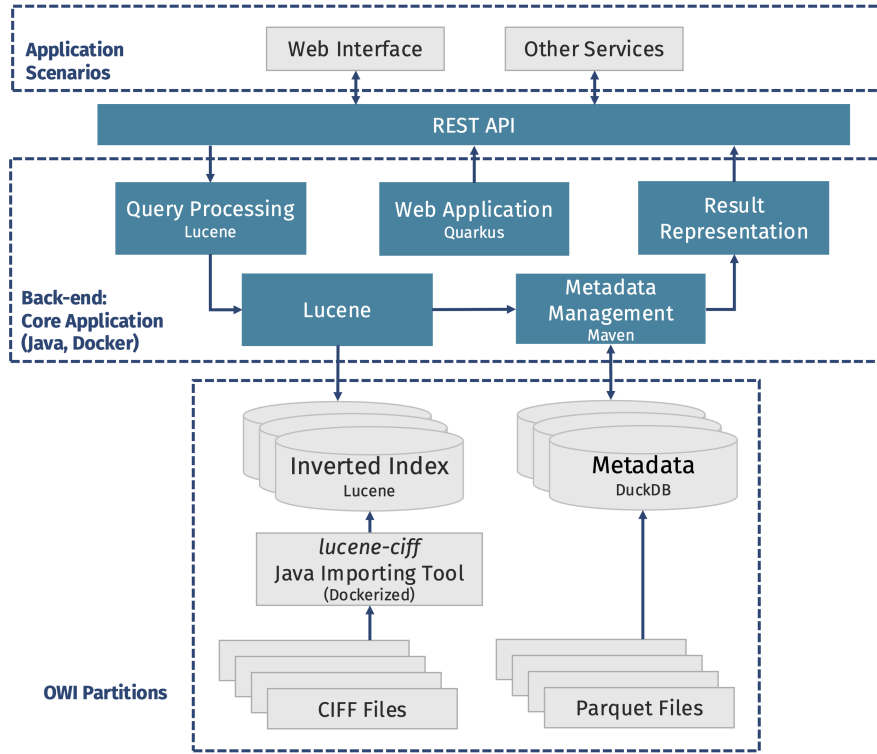 Application
Scenarios
Web Interface
Other Services
REST API
Query Processing
Lucene
Web Application
Quarkus
Result
Representation
Back-end:
Core Application
(Java, Docker)
Lucene
Metadata
Management
Maven
Inverted Index
Lucene
Metadata
DuckDB
lucene-ciff
Java Importing Tool
(Dockerized)
OWI Partitions
CIFF Files
Parquet Files